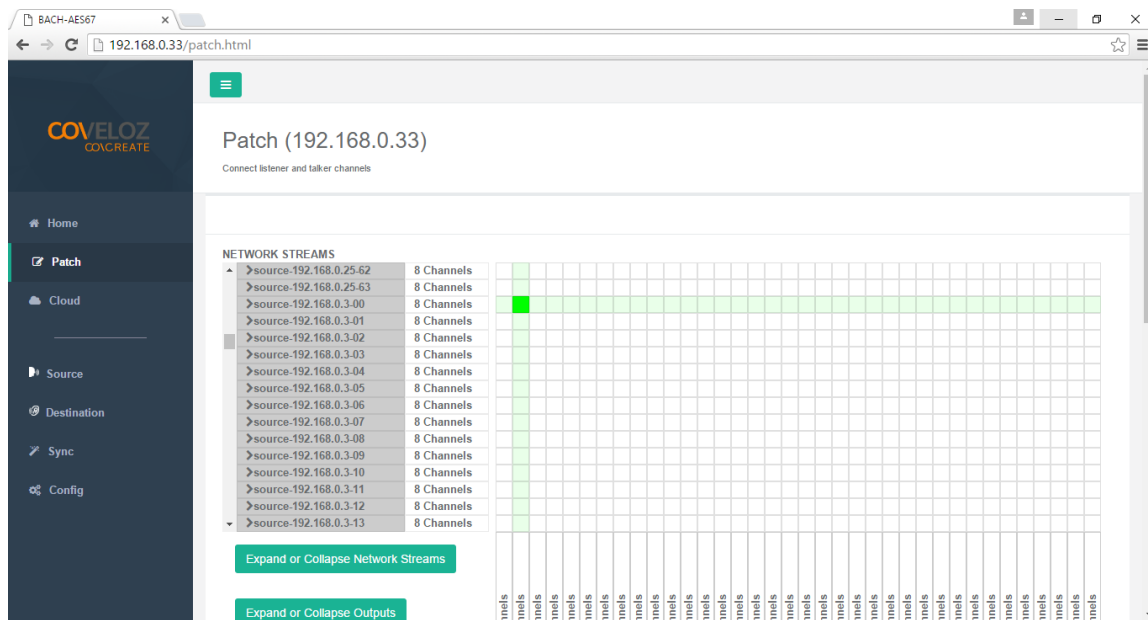 BACH-AES67
192.168.0.33/patch.html
COVELOZ
CO\CREATE
Patch (192.168.0.33)
Connect listener and talker channels
Home
Patch
Cloud
Source
Destination
Sync
Config
NETWORK STREAMS
source-192.168.0.25-62 8 Channels
source-192.168.0.25-63 8 Channels
source-192.168.0.3-00 8 Channels
source-192.168.0.3-01 8 Channels
source-192.168.0.3-02 8 Channels
source-192.168.0.3-03 8 Channels
source-192.168.0.3-04 8 Channels
source-192.168.0.3-05 8 Channels
source-192.168.0.3-06 8 Channels
source-192.168.0.3-07 8 Channels
source-192.168.0.3-08 8 Channels
source-192.168.0.3-09 8 Channels
source-192.168.0.3-10 8 Channels
source-192.168.0.3-11 8 Channels
source-192.168.0.3-12 8 Channels
source-192.168.0.3-13 8 Channels
Expand or Collapse Network Streams
Expand or Collapse Outputs